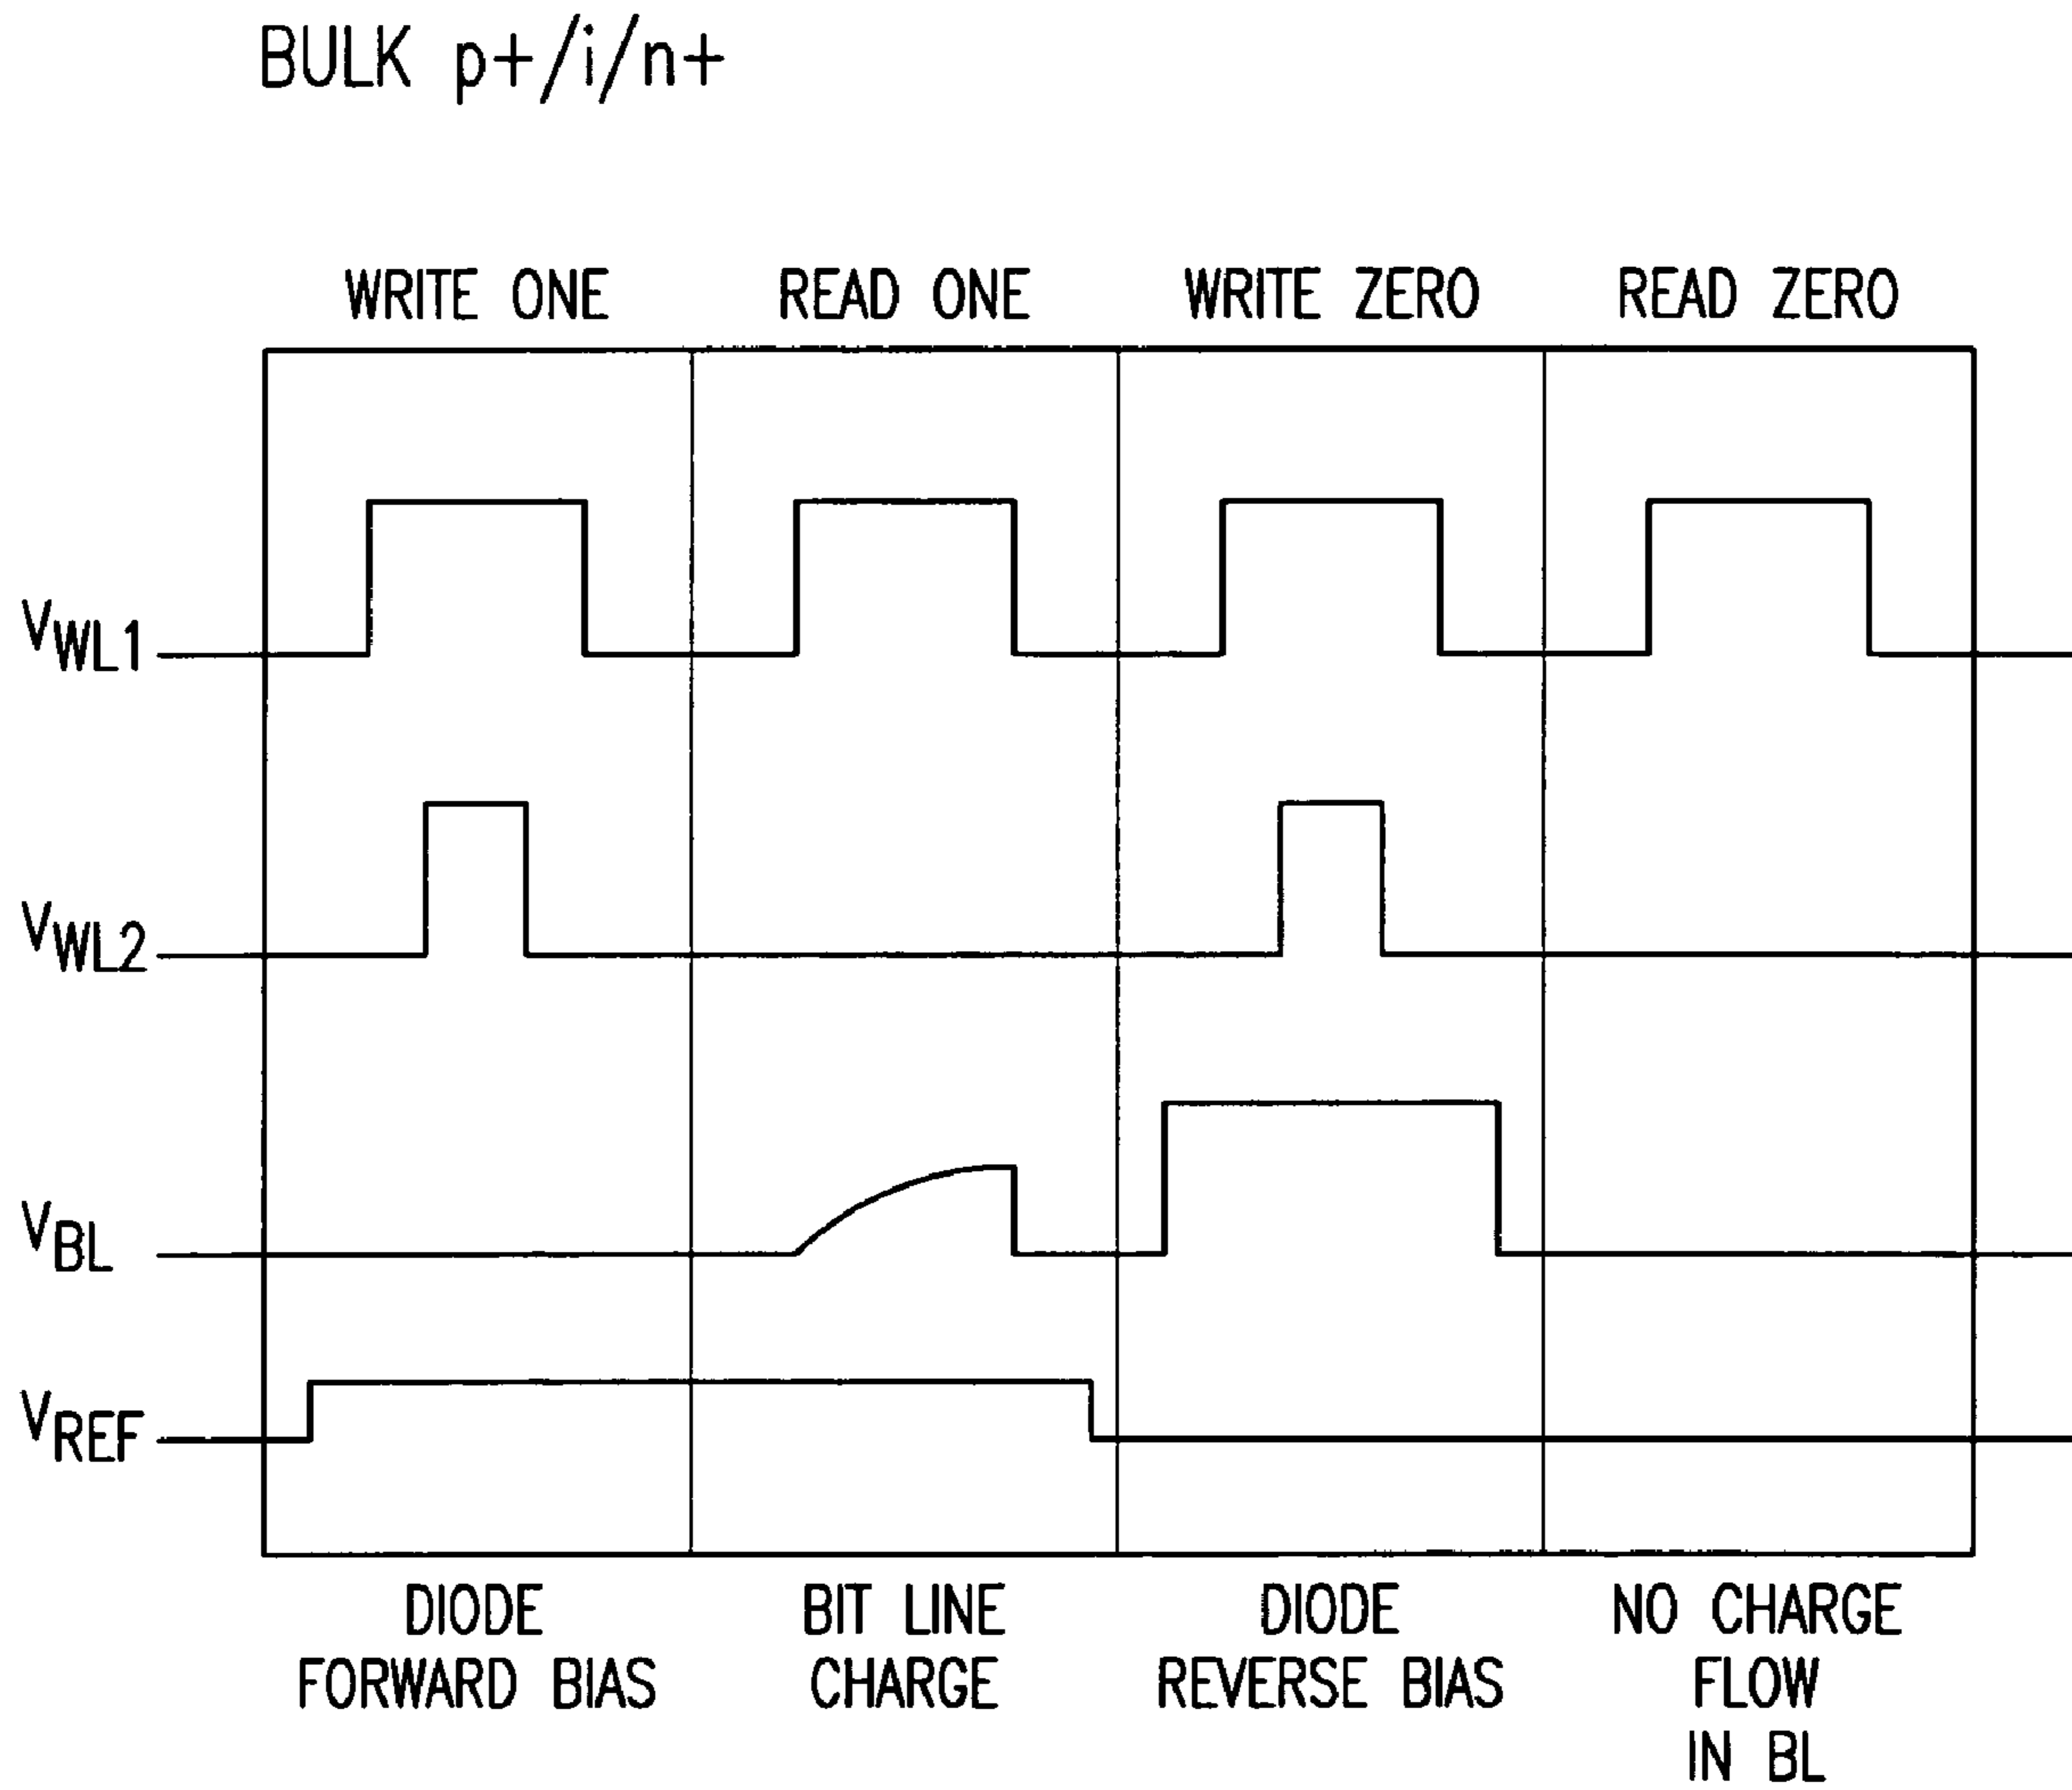 BULK p+/i/n+
WRITE ONE READ ONE WRITE ZERO READ ZERO
VWL1
VWL2
VBL
VREF
DIODE
FORWARD BIAS
BIT LINE
CHARGE
DIODE
REVERSE BIAS
NO CHARGE
FLOW
IN BL